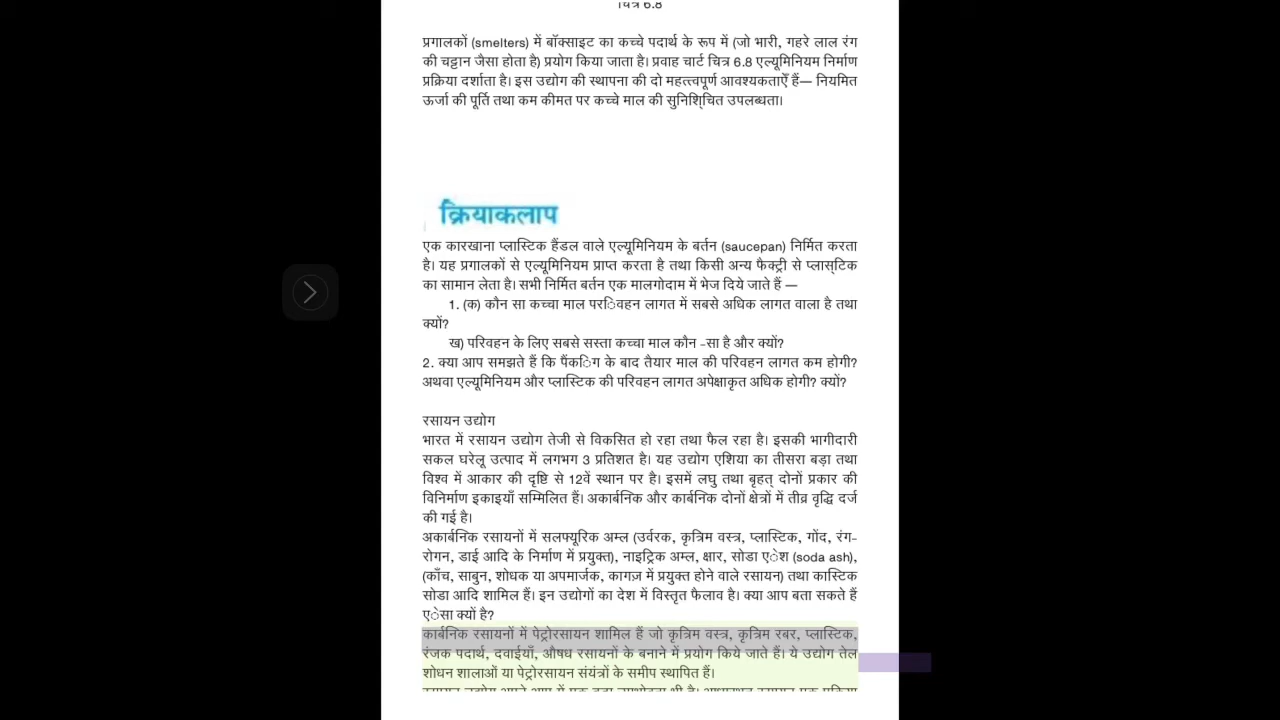 चित्र 6.8
प्रगालकों (smelters) में बॉक्साइट का कच्चे पदार्थ के रूप में (जो भारी, गहरे लाल रंग
की चट्टान जैसा होता है) प्रयोग किया जाता है। प्रवाह चार्ट चित्र 6.8 एल्यूमिनियम निर्माण
प्रक्रिया दर्शाता है। इस उद्योग की स्थापना की दो महत्त्वपूर्ण आवश्यकताएँ हैं— नियमित
ऊर्जा की पूर्ति तथा कम कीमत पर कच्चे माल की सुनिशि्चित उपलब्धता।
क्रियाकलाप
एक कारखाना प्लास्टिक हैंडल वाले एल्यूमिनियम के बर्तन (saucepan) निर्मित करता
है। यह प्रगालकों से एल्यूमिनियम प्राप्त करता है तथा किसी अन्य फैक्ट्री से प्लास्‌टिक
का सामान लेता है। सभी निर्मित बर्तन एक मालगोदाम में भेज दिये जाते हैं —
1. (क) कौन सा कच्चा माल पर◌िवहन लागत में सबसे अधिक लागत वाला है तथा
क्यों?
ख) परिवहन के लिए सबसे सस्ता कच्चा माल कौन -सा है और क्यों?
2. क्या आप समझते हैं कि पैंक◌िग के बाद तैयार माल की परिवहन लागत कम होगी?
अथवा एल्यूमिनियम और प्लास्टिक की परिवहन लागत अपेक्षाकृत अधिक होगी? क्यों?
रसायन उद्योग
भारत में रसायन उद्योग तेजी से विकसित हो रहा तथा फैल रहा है। इसकी भागीदारी
सकल घरेलू उत्पाद में लगभग 3 प्रतिशत है। यह उद्योग एशिया का तीसरा बड़ा तथा
विश्व में आकार की दृष्टि से 12वें स्थान पर है। इसमें लघु तथा बृहत् दोनों प्रकार की
विनिर्माण इकाइयाँ सम्मिलित हैं। अकार्बनिक और कार्बनिक दोनों क्षेत्रों में तीव्र वृद्धि दर्ज
की गई है।
अकार्बनिक रसायनों में सलफ्यूरिक अम्ल (उर्वरक, कृत्रिम वस्त्र, प्लास्टिक, गोंद, रंग-
रोगन, डाई आदि के निर्माण में प्रयुक्त), नाइट्रिक अम्ल, क्षार, सोडा ए◌ेश (soda ash),
(काँच, साबुन, शोधक या अपमार्जक, कागज़ में प्रयुक्त होने वाले रसायन) तथा कास्टिक
सोडा आदि शामिल हैं। इन उद्योगों का देश में विस्तृत फैलाव है। क्या आप बता सकते हैं
ए◌ेसा क्यों है?
कार्बनिक रसायनों में पेट्रोरसायन शामिल हैं जो कृत्रिम वस्त्र, कृत्रिम रबर, प्लास्टिक,
रंजक पदार्थ, दवाईयाँ, औषध रसायनों के बनाने में प्रयोग किये जाते हैं। ये उद्योग तेल
शोधन शालाओं या पेट्रोरसायन संयंत्रों के समीप स्थापित हैं।